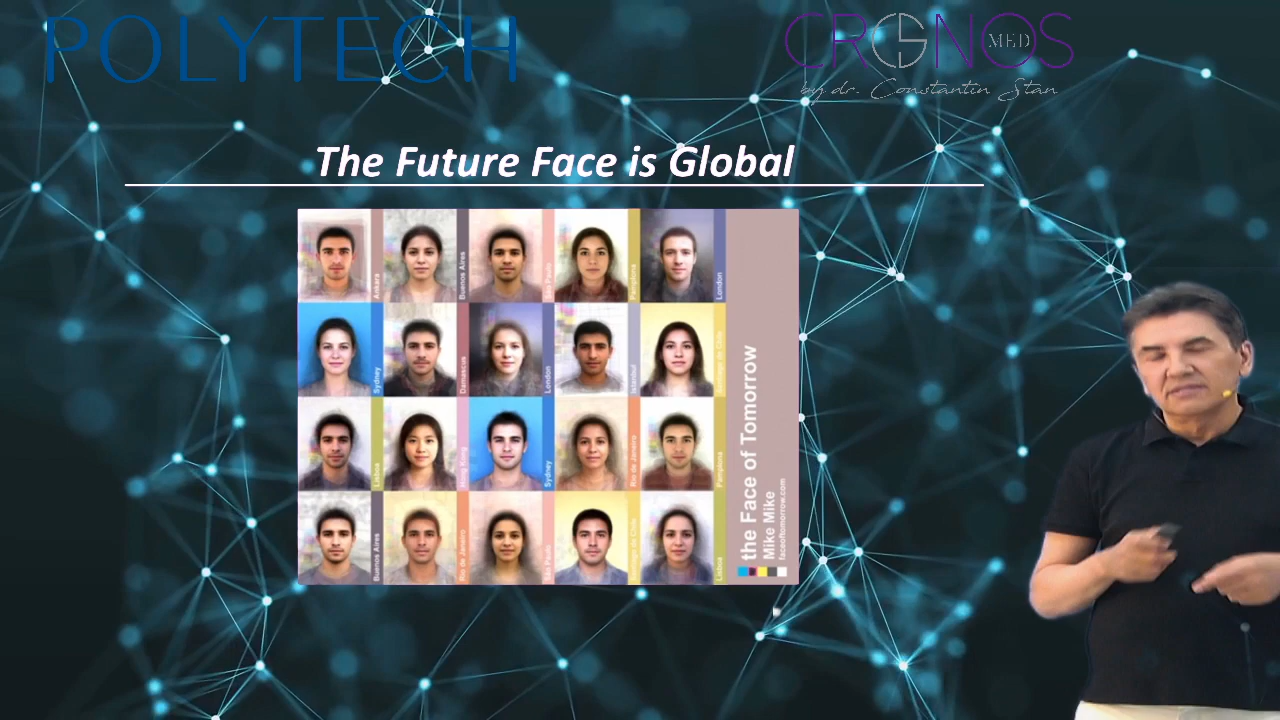 POLYTECH
CRONOS
MED
by dr. Constantin Stan
The Future Face is Global
Ankara
Buenos Aires
São Paulo
Pamplona
London
Sydney
Damascus
London
Istanbul
Santiago de Chile
Lisboa
Hong Kong
Sydney
Rio de Janeiro
Pamplona
Buenos Aires
Rio de Janeiro
São Paulo
Santiago de Chile
Lisboa
the Face of Tomorrow
Mike Mike
faceoftomorrow.com